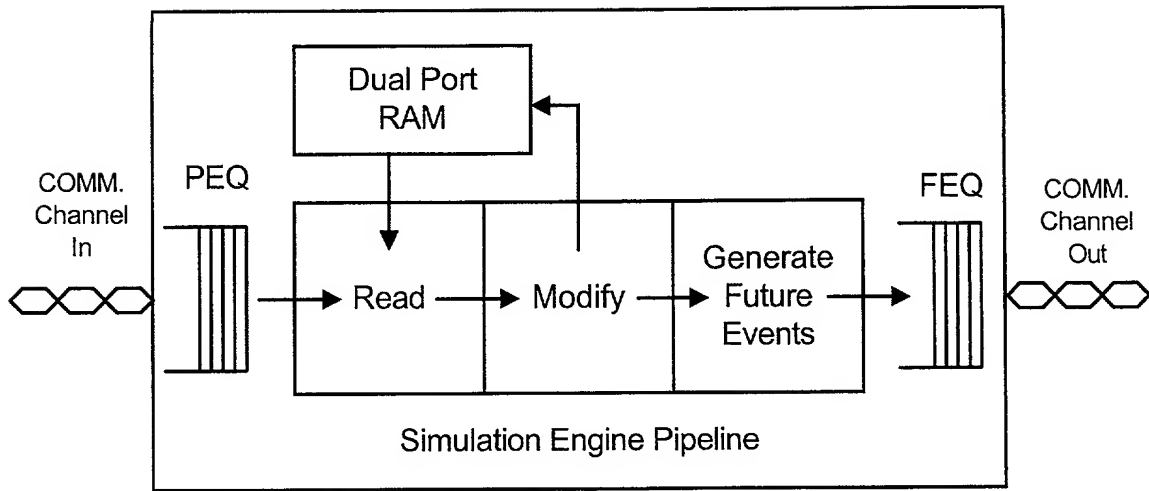 Dual Port
RAM
PEQ
FEQ
COMM.
Channel
In
COMM.
Channel
Out
Read
Modify
Generate
Future
Events
Simulation Engine Pipeline